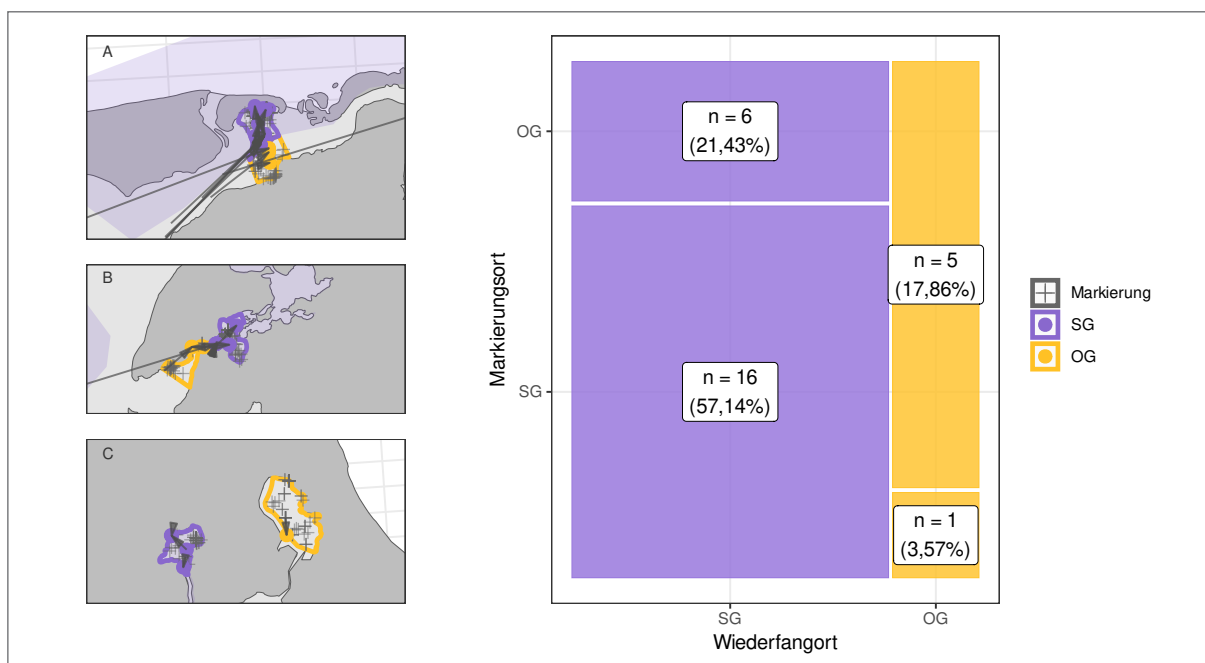 A
B
C
Markierungsort
OG
SG
n = 6
(21,43%)
n = 5
(17,86%)
n = 16
(57,14%)
n = 1
(3,57%)
SG
OG
Wiederfangort
Markierung
SG
OG